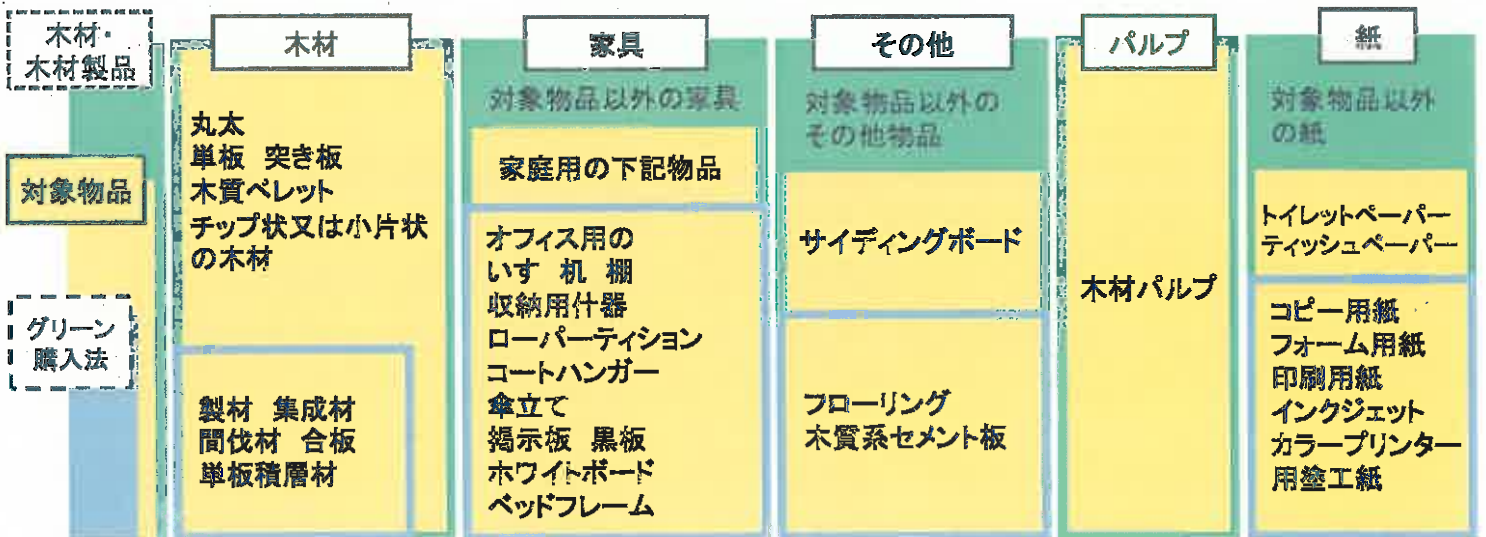 木材・
木材製品
対象物品
グリーン
購入法
木材
丸太
単板 突き板
木質ペレット
チップ状又は小片状
の木材
製材 集成材
間伐材 合板
単板積層材
家具
対象物品以外の家具
家庭用の下記物品
オフィス用の
いす 机 棚
収納用什器
ローパーティション
コートハンガー
傘立て
掲示板 黒板
ホワイトボード
ベッドフレーム
その他
対象物品以外の
その他物品
サイディングボード
フローリング
木質系セメント板
パルプ
木材パルプ
紙
対象物品以外
の紙
トイレットペーパー
ティッシュペーパー
コピー用紙
フォーム用紙
印刷用紙
インクジェット
カラープリンター
用塗工紙